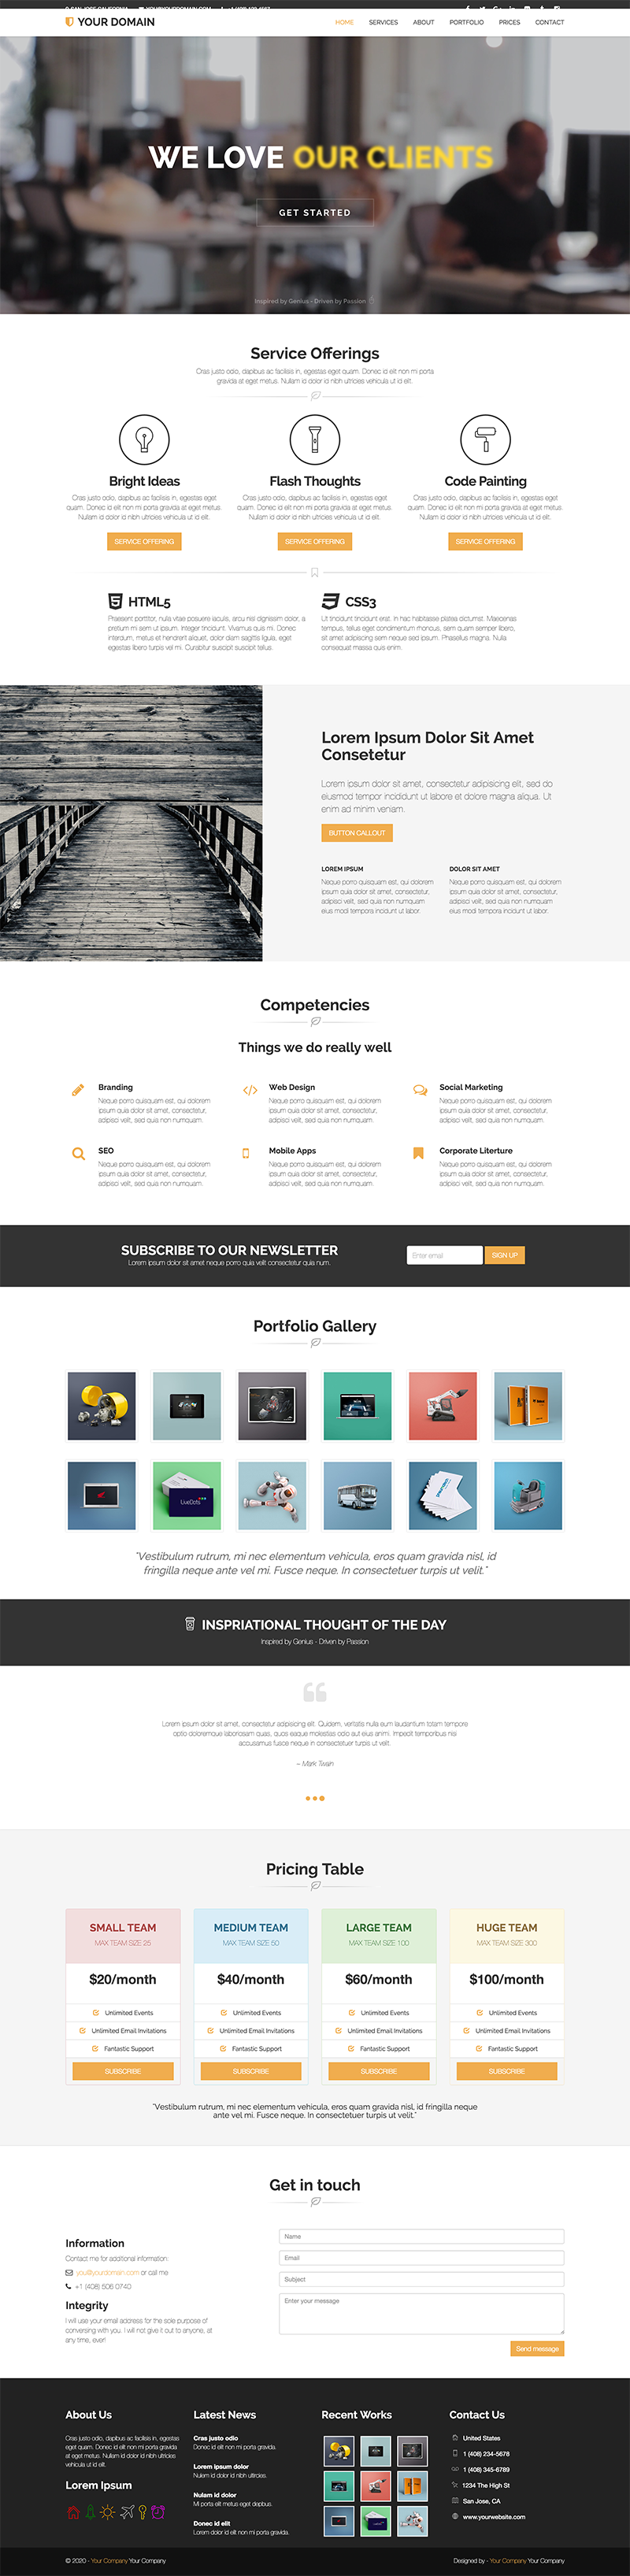 SAN JOSE CALIFORNIA YOU@YOURDOMAIN.COM
YOUR DOMAIN
HOME SERVICES ABOUT PORTFOLIO PRICES CONTACT
WE LOVE OUR CLIENTS
GET STARTED
Inspired by Genius - Driven by Passion
Service Offerings
Cras justo odio, dapibus ac facilisis in, egestas eget quam. Donec id elit non mi porta
gravida at eget metus. Nullam id dolor id nibh ultricies vehicula ut id elit.
Bright Ideas
Cras justo odio, dapibus ac facilisis in, egestas eget
quam. Donec id elit non mi porta gravida at eget metus.
Nullam id dolor id nibh ultricies vehicula ut id elit.
SERVICE OFFERING
Flash Thoughts
Cras justo odio, dapibus ac facilisis in, egestas eget
quam. Donec id elit non mi porta gravida at eget metus.
Nullam id dolor id nibh ultricies vehicula ut id elit.
SERVICE OFFERING
Code Painting
Cras justo odio, dapibus ac facilisis in, egestas eget
quam. Donec id elit non mi porta gravida at eget metus.
Nullam id dolor id nibh ultricies vehicula ut id elit.
SERVICE OFFERING
HTML5
Praesent porttitor, nulla vitae posuere iaculis, arcu nisl dignissim dolor, a
pretium mi sem ut ipsum. Integer tincidunt. Vivamus quis mi. Donec
interdum, metus et hendrerit aliquet, dolor diam sagittis ligula, eget
egestas libero turpis vel mi. Curabitur suscipit suscipit tellus.
CSS3
Ut tincidunt tincidunt erat. In hac habitasse platea dictumst. Maecenas
tempus, tellus eget condimentum rhoncus, sem quam semper libero,
sit amet adipiscing sem neque sed ipsum. Phasellus magna. Nulla
consequat massa quis enim.
Lorem Ipsum Dolor Sit Amet
Consetetur
Lorem ipsum dolor sit amet, consectetur adipisicing elit, sed do
eiusmod tempor incididunt ut labore et dolore magna aliqua. Ut
enim ad minim veniam.
BUTTON CALLOUT
LOREM IPSUM
Neque porro quisquam est, qui dolorem
ipsum quia dolor sit amet, consectetur,
adipisci velit, sed quia non numquam
eius modi tempora incidunt ut labor.
DOLOR SIT AMET
Neque porro quisquam est, qui dolorem
ipsum quia dolor sit amet, consectetur,
adipisci velit, sed quia non numquam
eius modi tempora incidunt ut labor.
Competencies
Things we do really well
Branding
Neque porro quisquam est, qui dolorem
ipsum quia dolor sit amet, consectetur,
adipisci velit, sed quia non numquam.
Web Design
Neque porro quisquam est, qui dolorem
ipsum quia dolor sit amet, consectetur,
adipisci velit, sed quia non numquam.
Social Marketing
Neque porro quisquam est, qui dolorem
ipsum quia dolor sit amet, consectetur,
adipisci velit, sed quia non numquam.
SEO
Neque porro quisquam est, qui dolorem
ipsum quia dolor sit amet, consectetur,
adipisci velit, sed quia non numquam.
Mobile Apps
Neque porro quisquam est, qui dolorem
ipsum quia dolor sit amet, consectetur,
adipisci velit, sed quia non numquam.
Corporate Literture
Neque porro quisquam est, qui dolorem
ipsum quia dolor sit amet, consectetur,
adipisci velit, sed quia non numquam.
SUBSCRIBE TO OUR NEWSLETTER
Lorem ipsum dolor sit amet neque porro quia velit consectetur quia num.
Enter email
SIGN UP
Portfolio Gallery
LiveDots
"Vestibulum rutrum, mi nec elementum vehicula, eros quam gravida nisl, id
fringilla neque ante vel mi. Fusce neque. In consectetuer turpis ut velit."
INSPRIATIONAL THOUGHT OF THE DAY
Inspired by Genius - Driven by Passion
Lorem ipsum dolor sit amet, consectetur adipisicing elit. Quidem, veritatis nulla eum laudantium totam tempore
optio doloremque laboriosam quas, quos eaque molestias odio aut eius animi. Impedit temporibus nisi
accusamus fusce neque in consectetuer turpis ut velit.
~ Mark Twain
Pricing Table
SMALL TEAM
MAX TEAM SIZE 25
$20/month
Unlimited Events
Unlimited Email Invitations
Fantastic Support
SUBSCRIBE
MEDIUM TEAM
MAX TEAM SIZE 50
$40/month
Unlimited Events
Unlimited Email Invitations
Fantastic Support
SUBSCRIBE
LARGE TEAM
MAX TEAM SIZE 100
$60/month
Unlimited Events
Unlimited Email Invitations
Fantastic Support
SUBSCRIBE
HUGE TEAM
MAX TEAM SIZE 300
$100/month
Unlimited Events
Unlimited Email Invitations
Fantastic Support
SUBSCRIBE
"Vestibulum rutrum, mi nec elementum vehicula, eros quam gravida nisl, id fringilla neque
ante vel mi. Fusce neque. In consectetuer turpis ut velit."
Get in touch
Information
Contact me for additional information:
you@yourdomain.com or call me
+1 (408) 506 0740
Integrity
I will use your email address for the sole purpose of
conversing with you. I will not give it out to anyone, at
any time, ever!
Name
Email
Subject
Enter your message
Send message
About Us
Cras justo odio, dapibus ac facilisis in, egestas
eget quam. Donec id elit non mi porta gravida
at eget metus. Nullam id dolor id nibh ultricies
vehicula ut id elit.
Lorem Ipsum
Latest News
Cras justo odio
Donec id elit non mi porta gravida.
Lorem ipsum dolor
Nulam id dolor id nibh ultricies.
Nulam id dolor
Mi porta elit metus eget dapibus.
Donec id elit
Lorem dolor id elit non mi porta gravida.
Recent Works
Contact Us
United States
1 (408) 234-5678
1 (408) 345-6789
1234 The High St
San Jose, CA
www.yourwebsite.com
© 2020 - Your Company Your Company
Designed by - Your Company Your Company